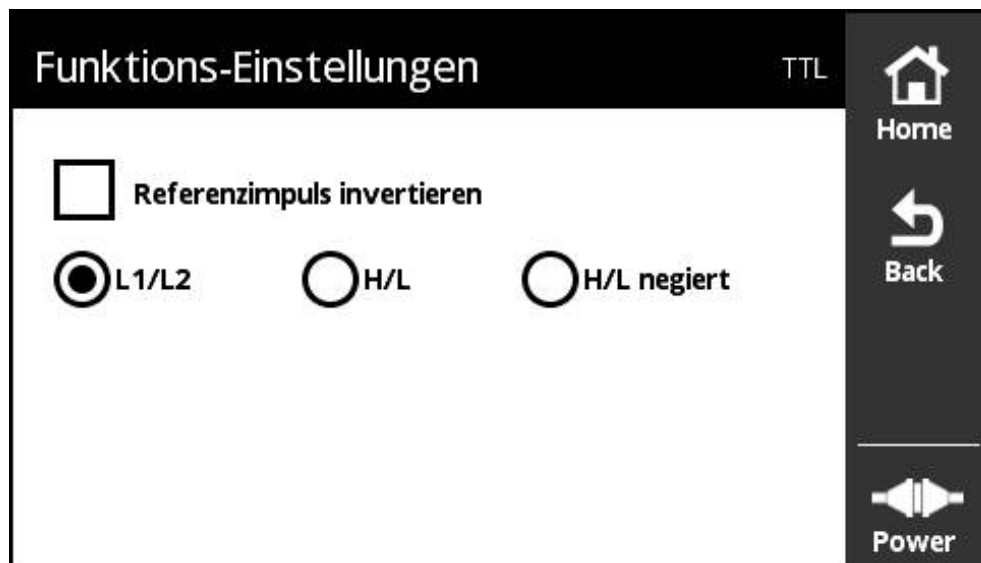 Funktions-Einstellungen
TTL
Home
Referenzimpuls invertieren
Back
L1/L2
H/L
H/L negiert
Power